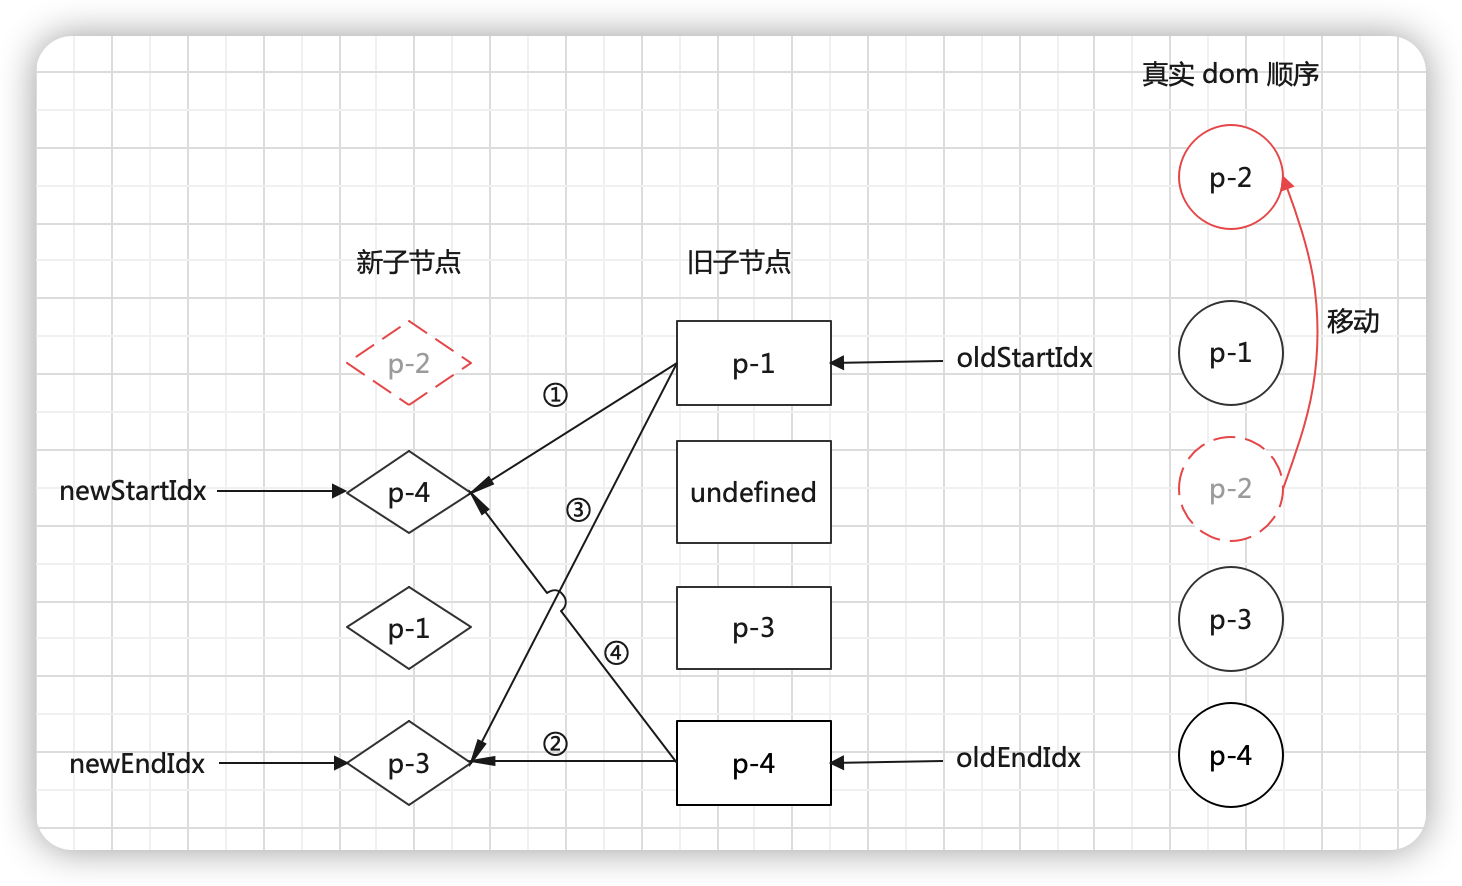 真实 dom 顺序
p-2
新子节点
旧子节点
移动
p-2
p-1
oldStartIdx
p-1
①
newStartIdx
p-4
undefined
p-2
③
p-1
p-3
p-3
④
②
newEndIdx
p-3
p-4
oldEndIdx
p-4